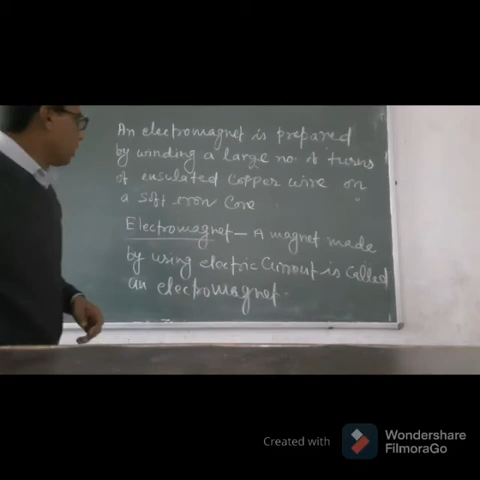 An electromagnet is prepared
by winding a large no. of turns
of insulated copper wire on
a soft iron Core
Electromagnet — A magnet made
by using electric Current is called
an electromagnet.
Created with Wondershare
FilmoraGo